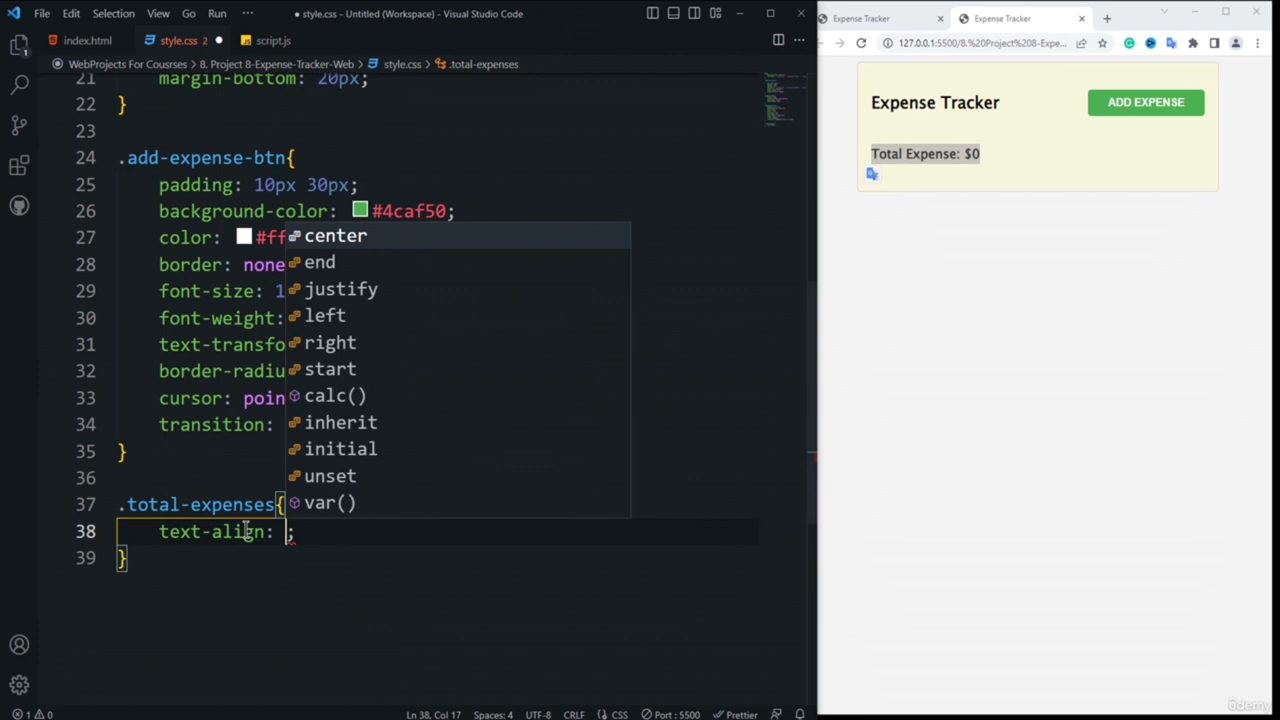 File Edit Selection View Go Run ··· ● style.css - Untitled (Workspace) - Visual Studio Code
index.html style.css 2 ● script.js
WebProjects For Coursres > 8. Project 8-Expense-Tracker-Web > style.css > .total-expenses
21 margin-bottom: 20px;
22 }
23
24 .add-expense-btn{
25 padding: 10px 30px;
26 background-color: #4caf50;
27 color: #ff
28 border: none
29 font-size: 1
30 font-weight:
31 text-transfo
32 border-radiu
33 cursor: poin
34 transition:
35 }
36
37 .total-expenses{
38 text-align: ;
39 }
center
end
justify
left
right
start
calc()
inherit
initial
unset
var()
1 0 Ln 38, Col 17 Spaces: 4 UTF-8 CRLF {} CSS Port : 5500 Prettier
Expense Tracker Expense Tracker
127.0.0.1:5500/8.%20Project%208-Expe...
Expense Tracker ADD EXPENSE
Total Expense: $0
ûdemy